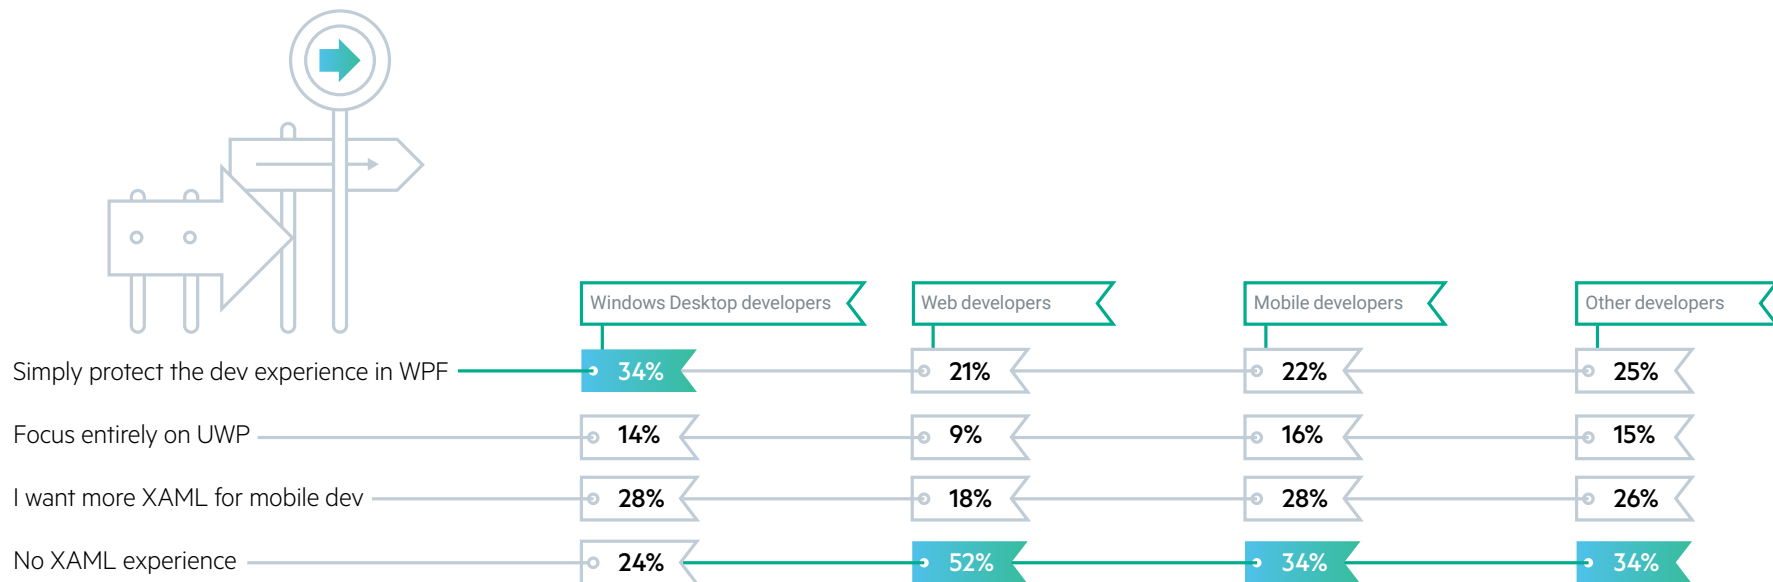 Windows Desktop developers Web developers Mobile developers Other developers
Simply protect the dev experience in WPF 34% 21% 22% 25%
Focus entirely on UWP 14% 9% 16% 15%
I want more XAML for mobile dev 28% 18% 28% 26%
No XAML experience 24% 52% 34% 34%